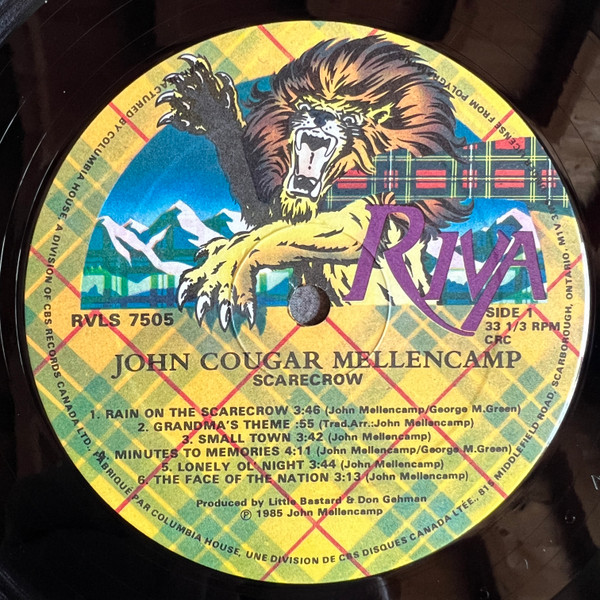 RIVA
RVLS 7505
SIDE 1
33 1/3 RPM
CRC
JOHN COUGAR MELLENCAMP
SCARECROW
1. RAIN ON THE SCARECROW 3:46 (John Mellencamp/George M.Green)
2. GRANDMA'S THEME :55 (Trad.Arr.:John Mellencamp)
3. SMALL TOWN 3:42 (John Mellencamp)
4. MINUTES TO MEMORIES 4:11 (John Mellencamp/George M.Green)
5. LONELY OL' NIGHT 3:44 (John Mellencamp)
6. THE FACE OF THE NATION 3:13 (John Mellencamp)
Produced by Little Bastard & Don Gehman
℗ 1985 John Mellencamp
BY COLUMBIA HOUSE, A DIVISION OF CBS RECORDS CANADA LTD.,
815 MIDDLEFIELD ROAD, SCARBOROUGH, ONTARIO
FABRIQUÉ PAR COLUMBIA HOUSE, UNE DIVISION DE CBS DISQUES CANADA LTÉE.,